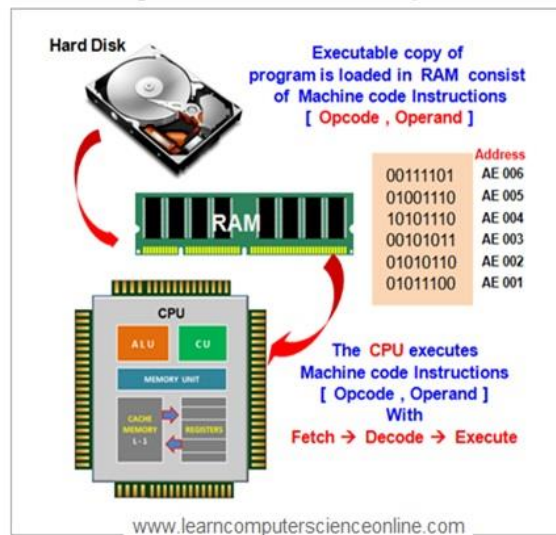 Hard Disk
Executable copy of
program is loaded in RAM consist
of Machine code Instructions
[ Opcode , Operand ]
Address
00111101 AE 006
01001110 AE 005
10101110 AE 004
00101011 AE 003
01010110 AE 002
01011100 AE 001
RAM
CPU
ALU CU
MEMORY UNIT
CACHE
MEMORY
L - 1
REGISTERS
The CPU executes
Machine code Instructions
[ Opcode , Operand ]
With
Fetch → Decode → Execute
www.learncomputerscienceonline.com